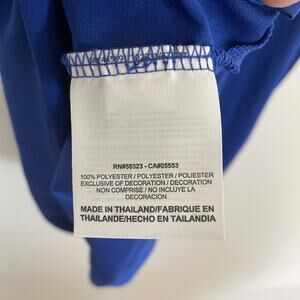 RN#56323 - CA#05553
100% POLYESTER / POLYESTER / POLIESTER
EXCLUSIVE OF DECORATION / DECORATION
NON COMPRISE / NO INCLUYE LA
DECORACION
MADE IN THAILAND/FABRIQUE EN
THAILANDE/HECHO EN TAILANDIA